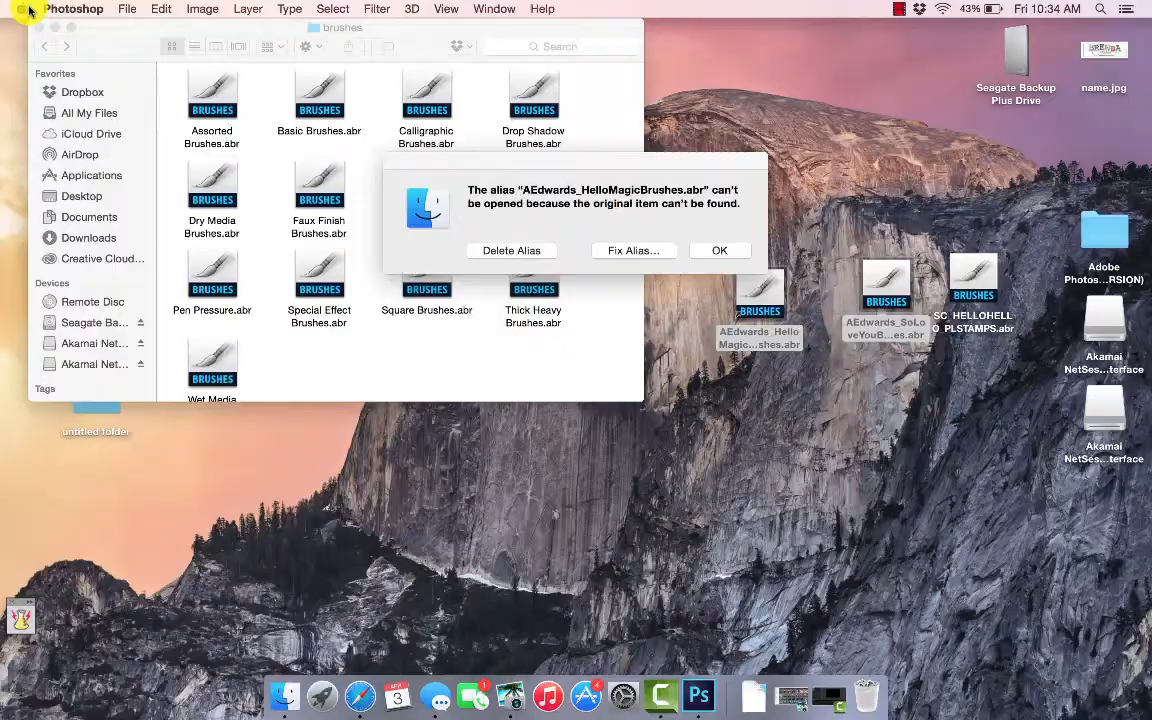 Photoshop File Edit Image Layer Type Select Filter 3D View Window Help 43% Fri 10:34 AM
brushes
Search
Favorites
Dropbox
All My Files
iCloud Drive
AirDrop
Applications
Desktop
Documents
Downloads
Creative Cloud...
Devices
Remote Disc
Seagate Ba...
Akamai Net...
Akamai Net...
Tags
BRUSHES
Assorted
Brushes.abr
BRUSHES
Basic Brushes.abr
BRUSHES
Calligraphic
Brushes.abr
BRUSHES
Drop Shadow
Brushes.abr
BRUSHES
Dry Media
Brushes.abr
BRUSHES
Faux Finish
Brushes.abr
BRUSHES
Pen Pressure.abr
BRUSHES
Special Effect
Brushes.abr
BRUSHES
Square Brushes.abr
BRUSHES
Thick Heavy
Brushes.abr
BRUSHES
Wet Media
The alias “AEdwards_HelloMagicBrushes.abr” can’t
be opened because the original item can’t be found.
Delete Alias
Fix Alias...
OK
BRUSHES
AEdwards_Hello
Magic...shes.abr
BRUSHES
AEdwards_SoLo
veYouB...es.abr
BRUSHES
SC_HELLOHELL
O_PLSTAMPS.abr
Seagate Backup
Plus Drive
BRENDA
name.jpg
Adobe
Photos...RSION)
Akamai
NetSes...terface
Akamai
NetSes...terface
untitled folder
APR
3
1
4
Ps